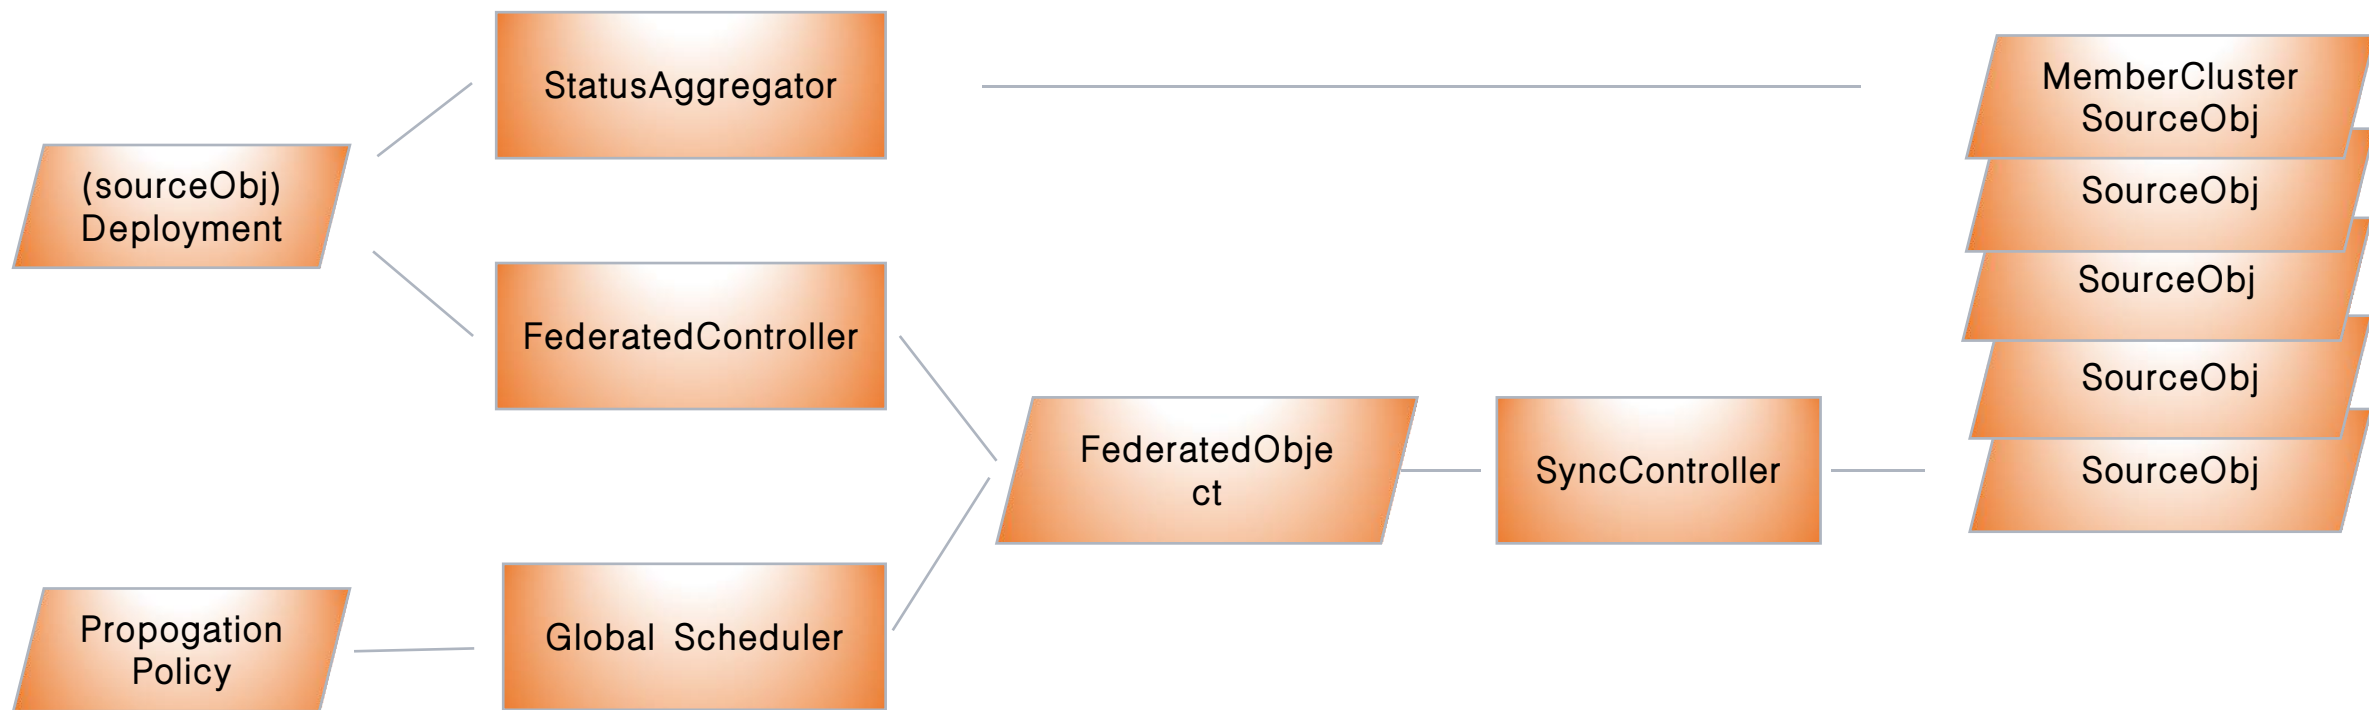 StatusAggregator
(sourceObj)
Deployment
FederatedController
Propogation
Policy
Global Scheduler
FederatedObje
ct
SyncController
MemberCluster
SourceObj
SourceObj
SourceObj
SourceObj
SourceObj